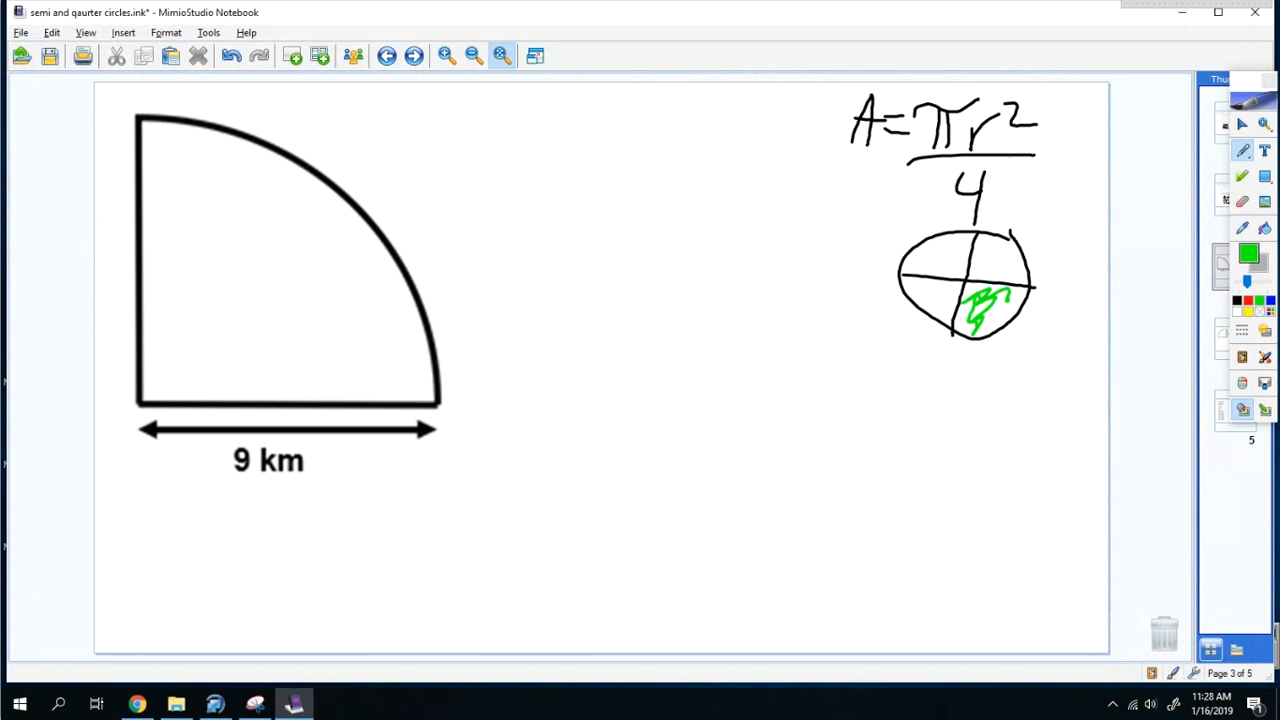 semi and qaurter circles.ink* - MimioStudio Notebook
File Edit View Insert Format Tools Help
A = πr²
4
9 km
5
Page 3 of 5
11:28 AM
1/16/2019